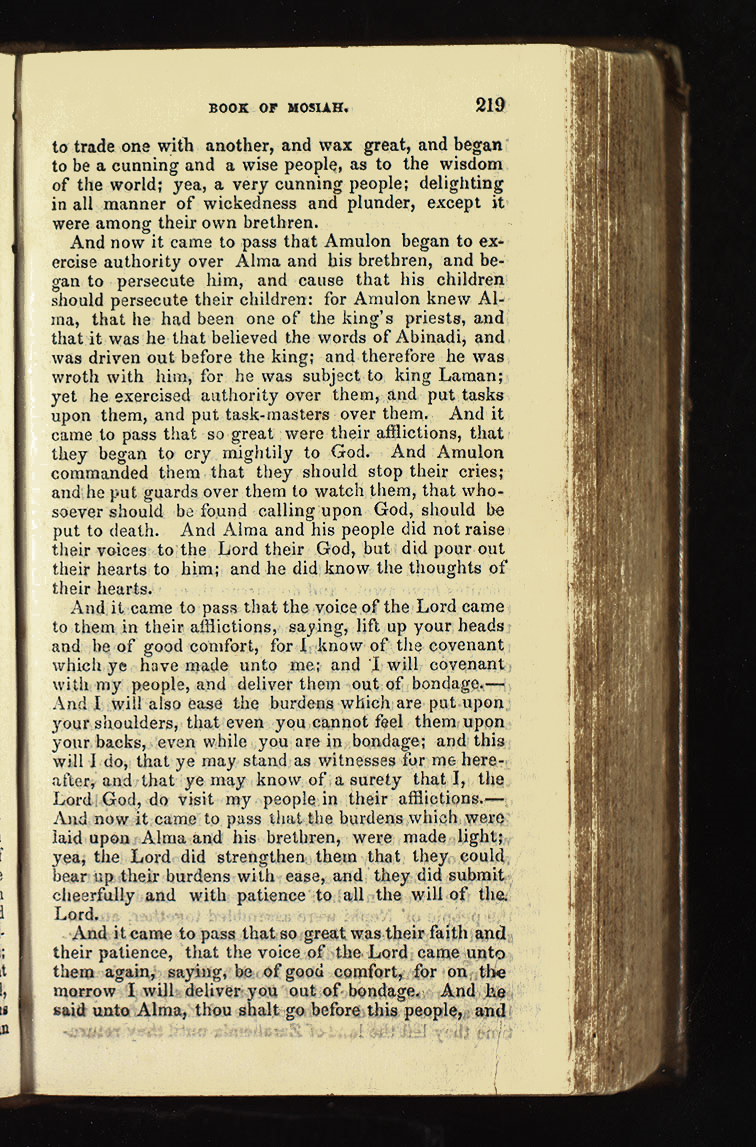 BOOK OF MOSIAH. 219
to trade one with another, and wax great, and began
to be a cunning and a wise people, as to the wisdom
of the world; yea, a very cunning people; delighting
in all manner of wickedness and plunder, except it
were among their own brethren.
And now it came to pass that Amulon began to ex-
ercise authority over Alma and his brethren, and be-
gan to persecute him, and cause that his children
should persecute their children: for Amulon knew Al-
ma, that he had been one of the king's priests, and
that it was he that believed the words of Abinadi, and
was driven out before the king; and therefore he was
wroth with him, for he was subject to king Laman;
yet he exercised authority over them, and put tasks
upon them, and put task-masters over them. And it
came to pass that so great were their afflictions, that
they began to cry mightily to God. And Amulon
commanded them that they should stop their cries;
and he put guards over them to watch them, that who-
soever should be found calling upon God, should be
put to death. And Alma and his people did not raise
their voices to the Lord their God, but did pour out
their hearts to him; and he did know the thoughts of
their hearts.
And it came to pass that the voice of the Lord came
to them in their afflictions, saying, lift up your heads
and be of good comfort, for I know of the covenant
which ye have made unto me; and I will covenant
with my people, and deliver them out of bondage.—
And I will also ease the burdens which are put upon
your shoulders, that even you cannot feel them upon
your backs, even while you are in bondage; and this
will I do, that ye may stand as witnesses for me here-
after, and that ye may know of a surety that I, the
Lord God, do visit my people in their afflictions.—
And now it came to pass that the burdens which were
laid upon Alma and his brethren, were made light;
yea, the Lord did strengthen them that they could
bear up their burdens with ease, and they did submit
cheerfully and with patience to all the will of the
Lord.
And it came to pass that so great was their faith and
their patience, that the voice of the Lord came unto
them again, saying, be of good comfort, for on the
morrow I will deliver you out of bondage. And he
said unto Alma, thou shalt go before this people, and